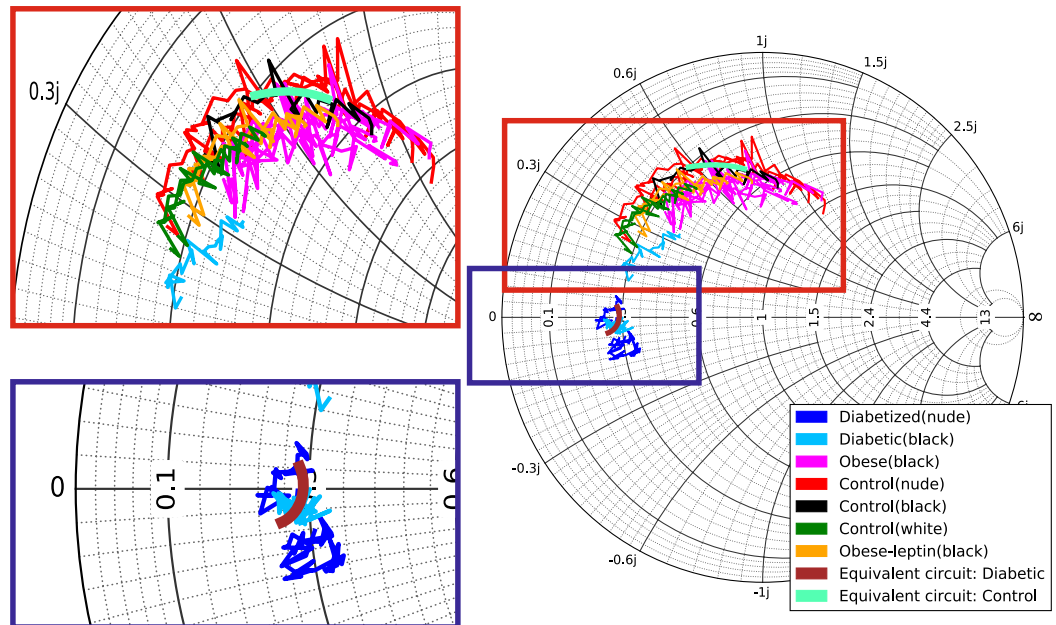 0.3j
0
0.1
0.6
1j
0.6j
1.5j
0.3j
2.5j
6j
0
0.1
0.6
1
1.5
2.4
4.4
13
∞
-0.3j
-0.6j
-1j
Diabetized(nude)
Diabetic(black)
Obese(black)
Control(nude)
Control(black)
Control(white)
Obese-leptin(black)
Equivalent circuit: Diabetic
Equivalent circuit: Control